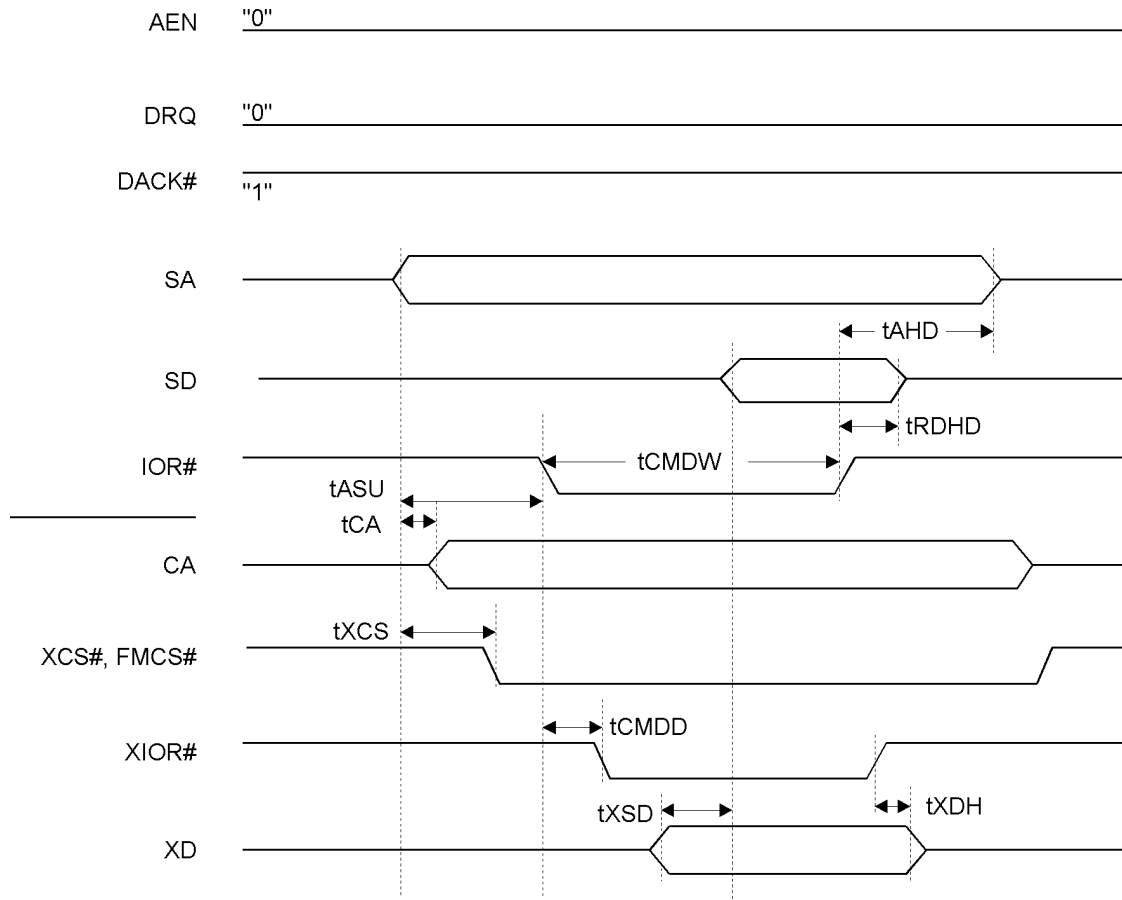 AEN "0"
DRQ "0"
DACK# "1"
SA
tAHD
SD
tRDHD
IOR# tCMDW
tASU
tCA
CA
tXCS
XCS#, FMCS#
tCMDD
XIOR#
tXSD tXDH
XD